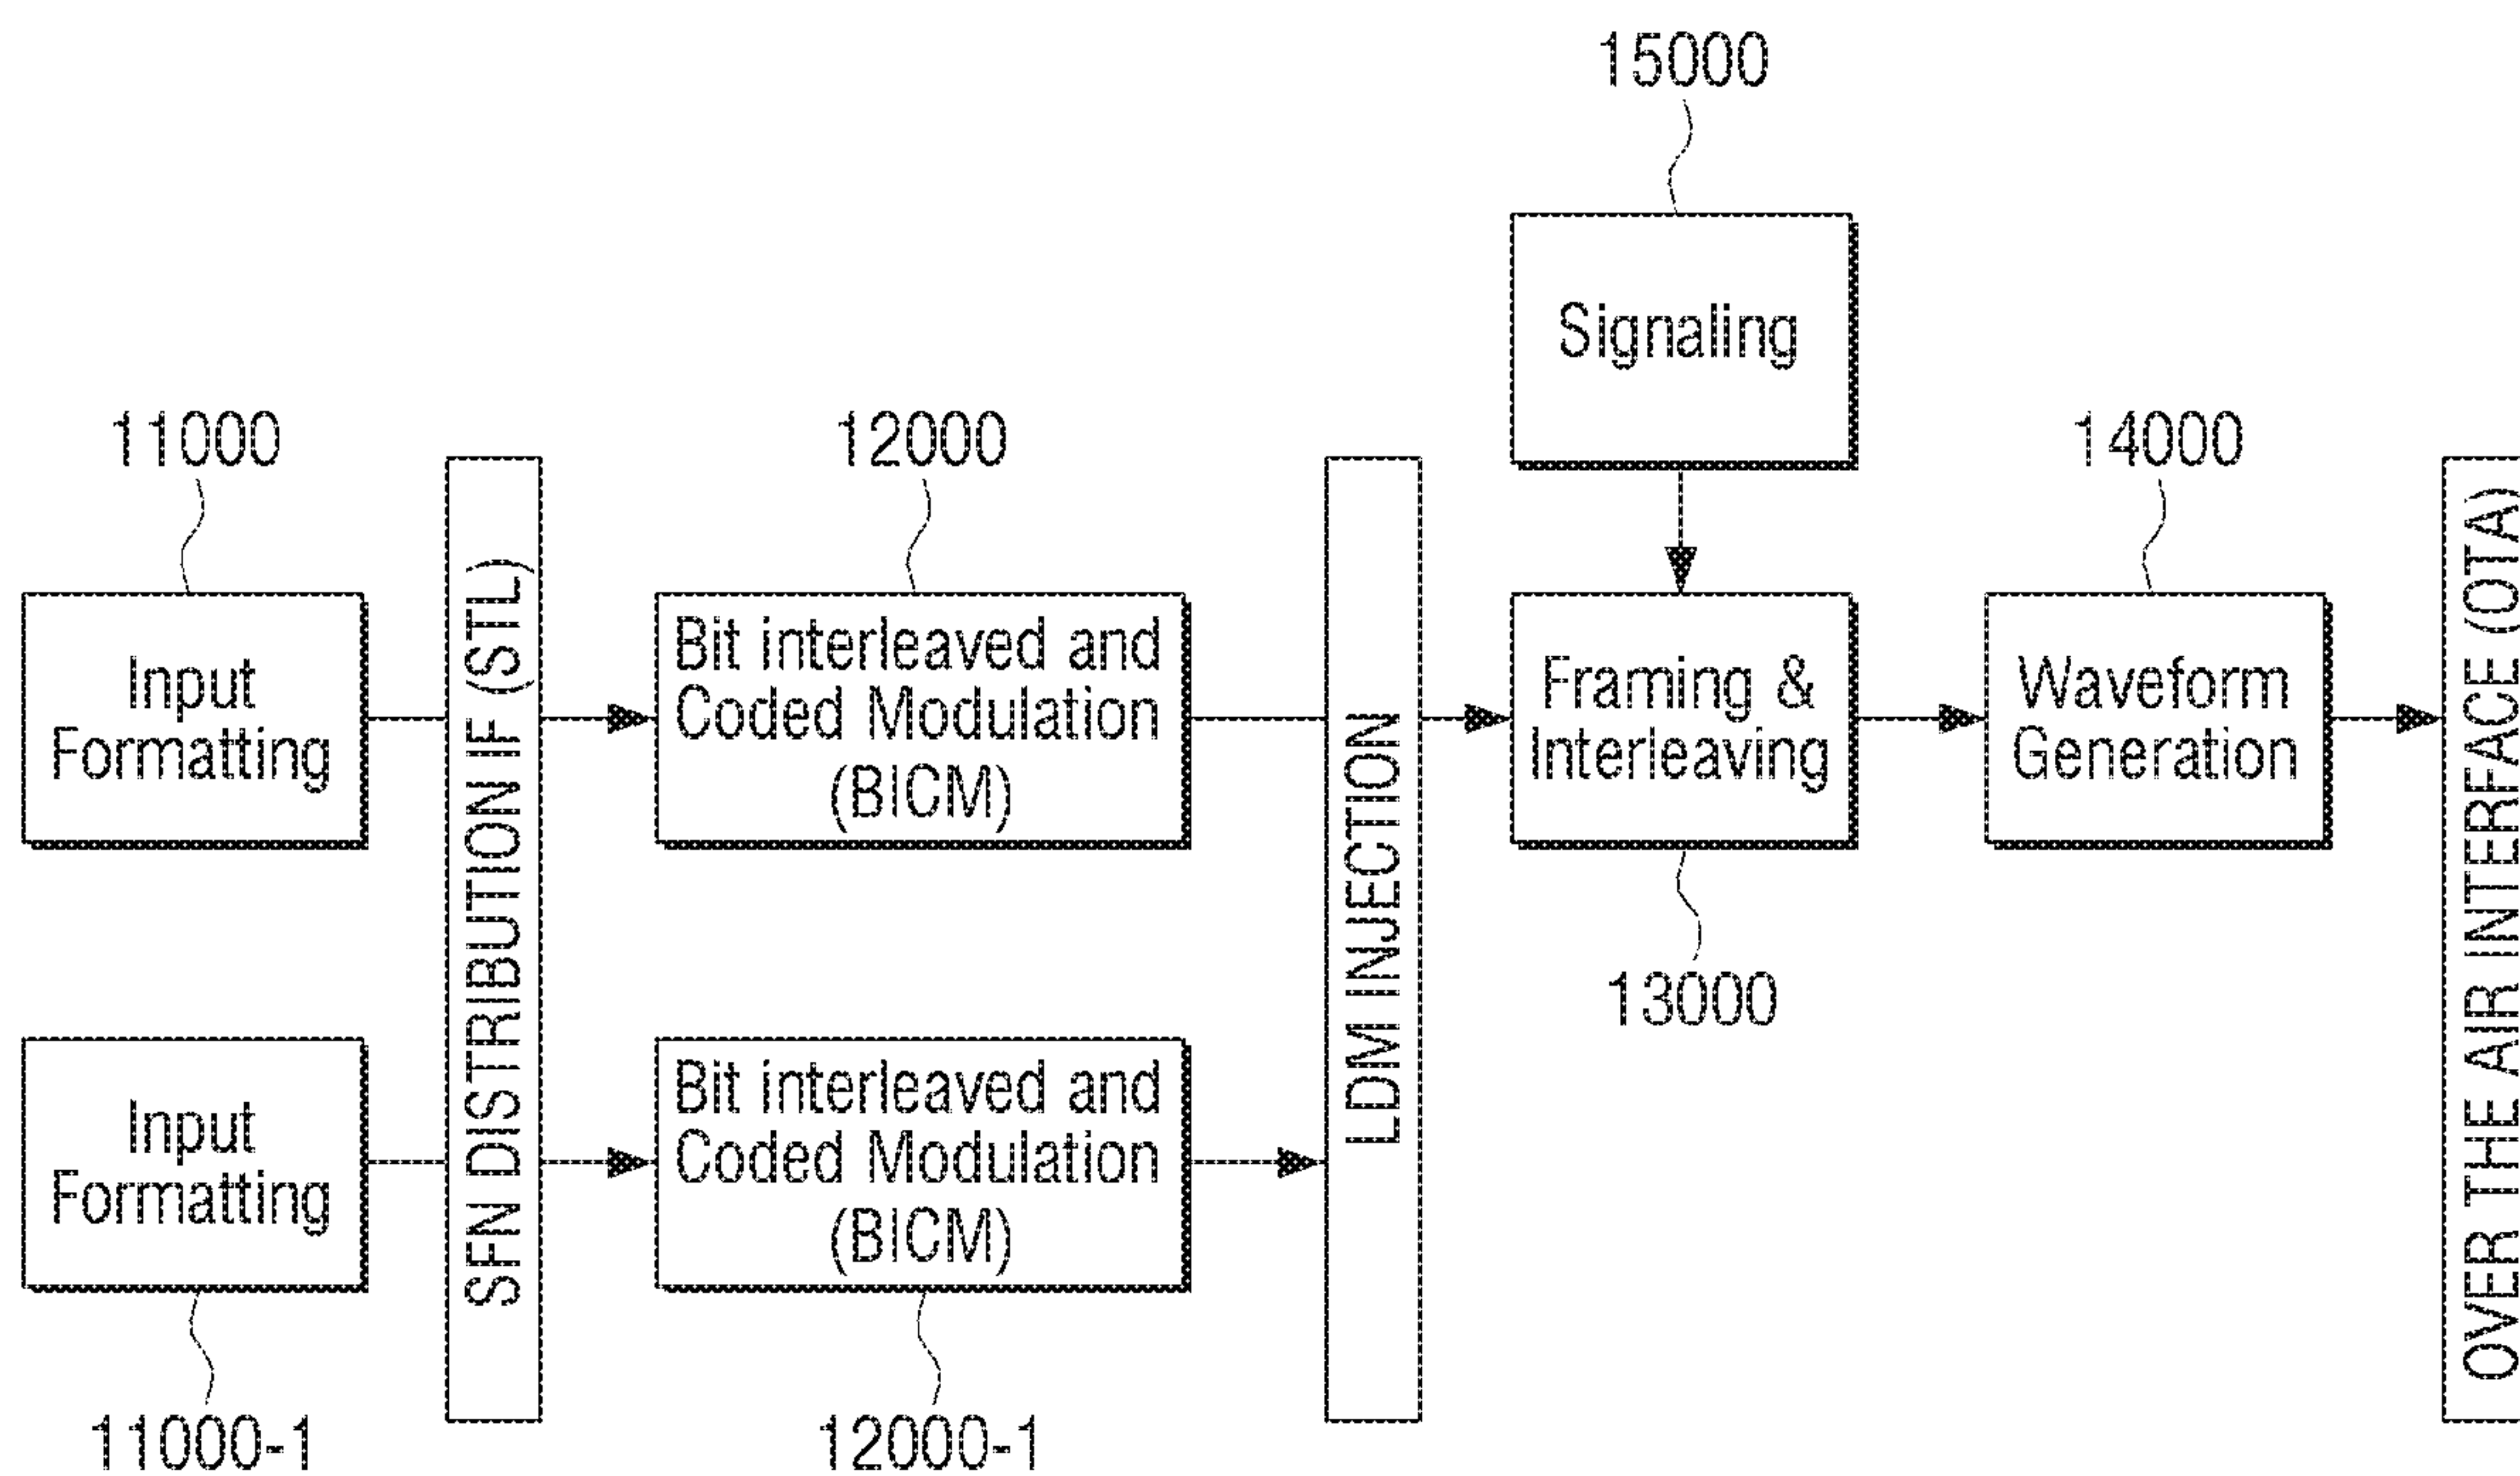 15000
Signaling
11000
12000
14000
Input
Formatting
SFN DISTRIBUTION IF (STL)
Bit interleaved and
Coded Modulation
(BICM)
LDM INJECTION
Framing &
Interleaving
Waveform
Generation
OVER THE AIR INTERFACE (OTA)
13000
Input
Formatting
Bit interleaved and
Coded Modulation
(BICM)
11000-1
12000-1